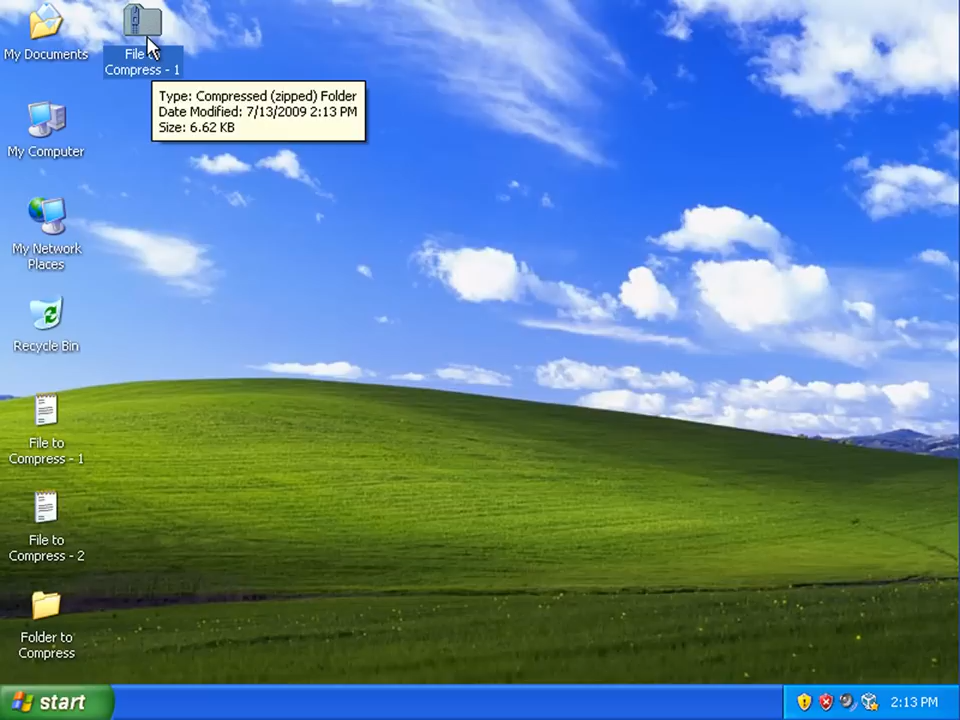 My Documents
File to
Compress - 1
Type: Compressed (zipped) Folder
Date Modified: 7/13/2009 2:13 PM
Size: 6.62 KB
My Computer
My Network
Places
Recycle Bin
File to
Compress - 1
File to
Compress - 2
Folder to
Compress
start
2:13 PM